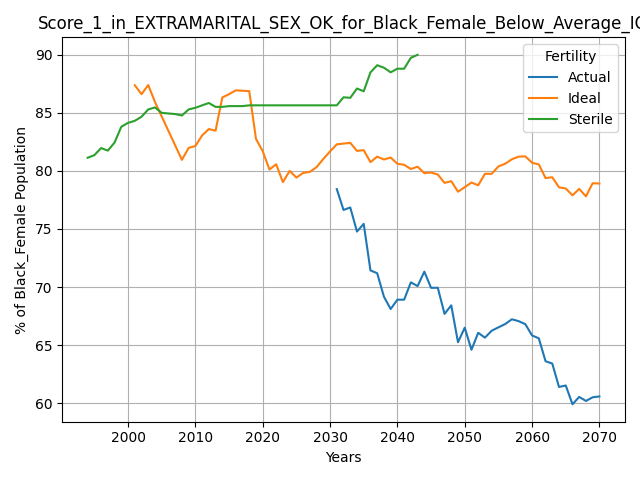 Score_1_in_EXTRAMARITAL_SEX_OK_for_Black_Female_Below_Average_IQ
90
85
80
75
70
65
60
% of Black_Female Population
Fertility
Actual
Ideal
Sterile
2000 2010 2020 2030 2040 2050 2060 2070
Years